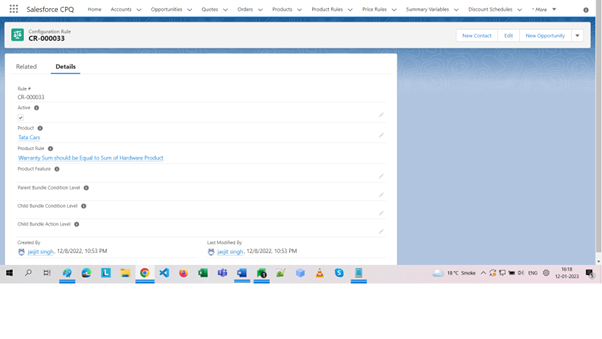 Salesforce CPQ Home Accounts Opportunities Quotes Orders Products Product Rules Price Rules Summary Variables Discount Schedules * More
Configuration Rule
CR-000033
New Contact Edit New Opportunity
Related Details
Rule #
CR-000033
Active
Product
Tata Cars
Product Rule
Warranty Sum should be Equal to Sum of Hardware Product
Product Feature
Parent Bundle Condition Level
Child Bundle Condition Level
Child Bundle Action Level
Created By Last Modified By
jasjit singh, 12/8/2022, 10:53 PM jasjit singh, 12/8/2022, 10:53 PM
18°C Smoke ENG 16:18
12-01-2023